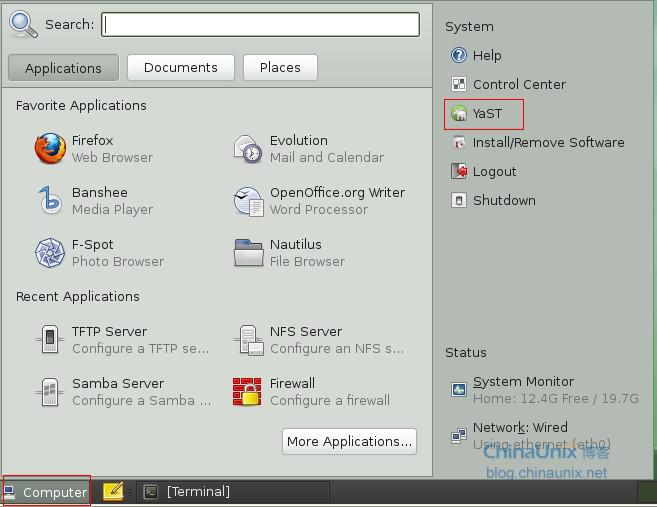 Search:
Applications
Documents
Places
Favorite Applications
Firefox
Web Browser
Evolution
Mail and Calendar
Banshee
Media Player
OpenOffice.org Writer
Word Processor
F-Spot
Photo Browser
Nautilus
File Browser
Recent Applications
TFTP Server
Configure a TFTP se...
NFS Server
Configure an NFS s...
Samba Server
Configure a Samba ...
Firewall
Configure a firewall
More Applications...
System
Help
Control Center
YaST
Install/Remove Software
Logout
Shutdown
Status
System Monitor
Home: 12.4G Free / 19.7G
Network: Wired
Using ethernet (eth0)
ChinaUnix 博客
blog.chinaunix.net
Computer
[Terminal]